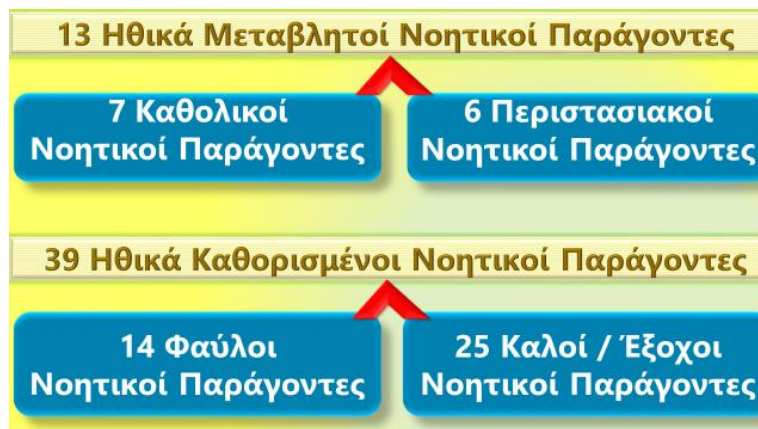 13 Ηθικά Μεταβλητοί Νοητικοί Παράγοντες
7 Καθολικοί
Νοητικοί Παράγοντες
6 Περιστασιακοί
Νοητικοί Παράγοντες
39 Ηθικά Καθορισμένοι Νοητικοί Παράγοντες
14 Φαύλοι
Νοητικοί Παράγοντες
25 Καλοί / Έξοχοι
Νοητικοί Παράγοντες